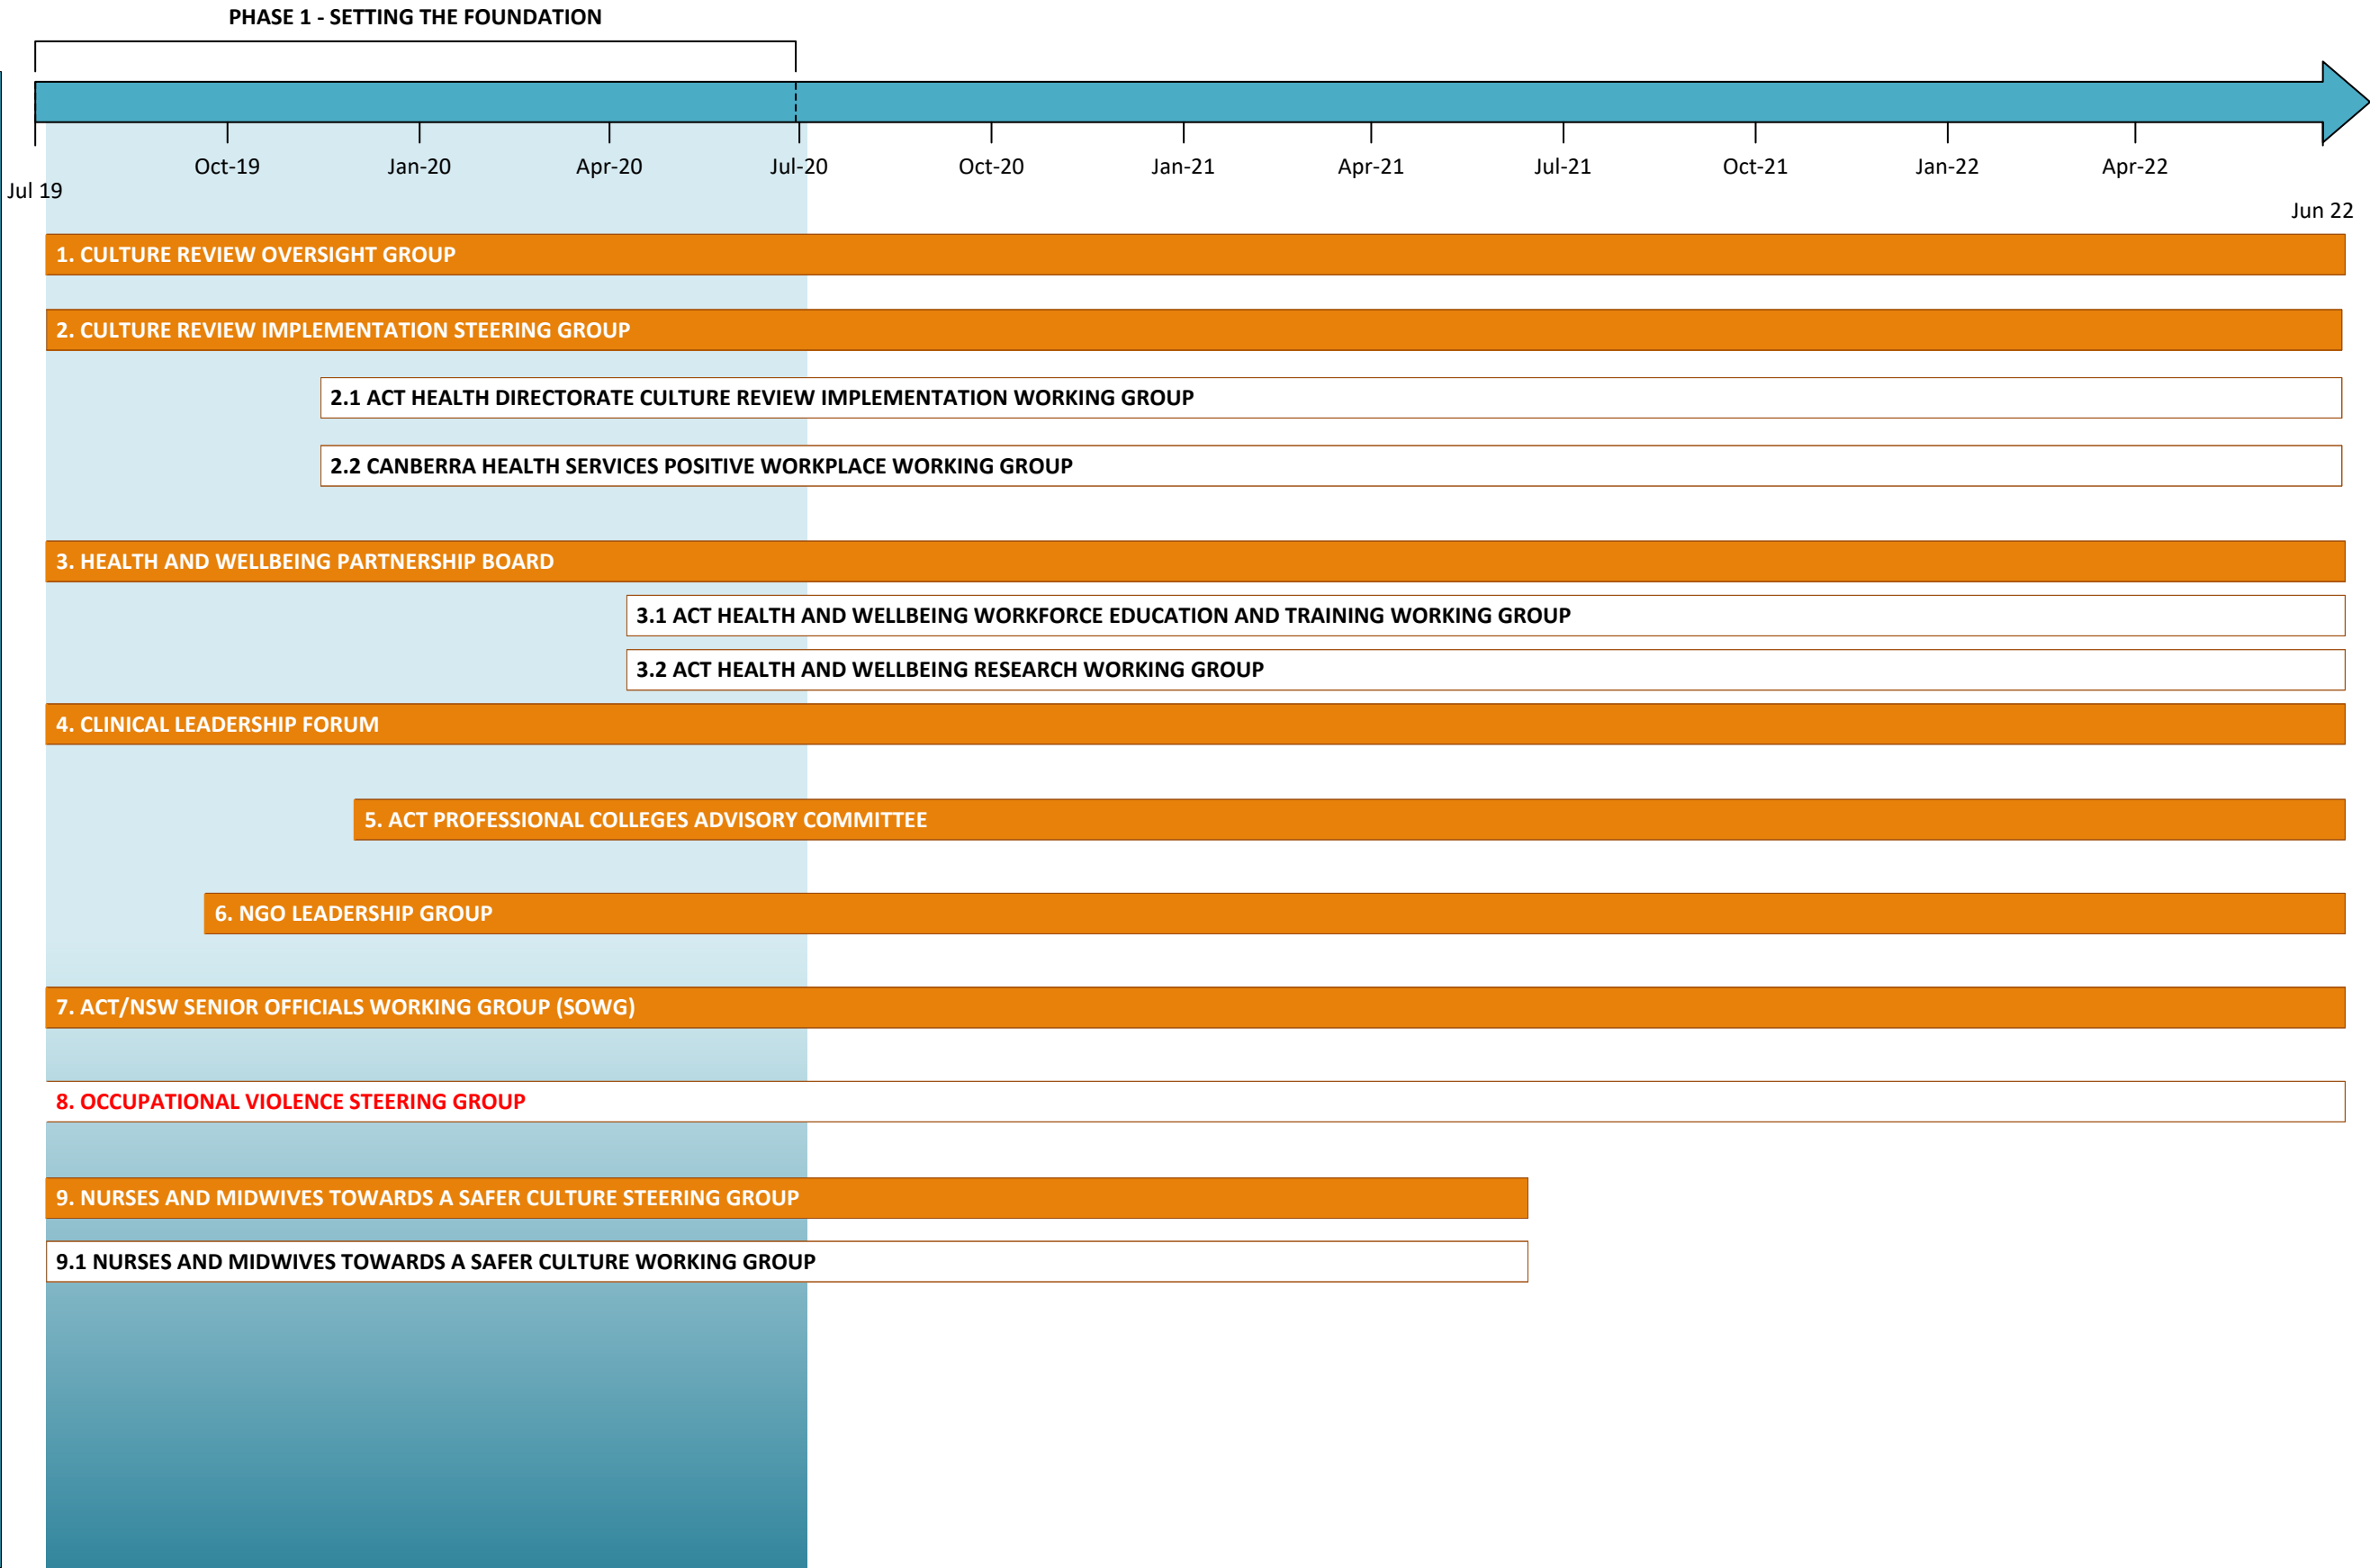 PHASE 1 - SETTING THE FOUNDATION
Oct-19 Jan-20 Apr-20 Jul-20 Oct-20 Jan-21 Apr-21 Jul-21 Oct-21 Jan-22 Apr-22
Jul 19
Jun 22
1. CULTURE REVIEW OVERSIGHT GROUP
2. CULTURE REVIEW IMPLEMENTATION STEERING GROUP
2.1 ACT HEALTH DIRECTORATE CULTURE REVIEW IMPLEMENTATION WORKING GROUP
2.2 CANBERRA HEALTH SERVICES POSITIVE WORKPLACE WORKING GROUP
3. HEALTH AND WELLBEING PARTNERSHIP BOARD
3.1 ACT HEALTH AND WELLBEING WORKFORCE EDUCATION AND TRAINING WORKING GROUP
3.2 ACT HEALTH AND WELLBEING RESEARCH WORKING GROUP
4. CLINICAL LEADERSHIP FORUM
5. ACT PROFESSIONAL COLLEGES ADVISORY COMMITTEE
6. NGO LEADERSHIP GROUP
7. ACT/NSW SENIOR OFFICIALS WORKING GROUP (SOWG)
8. OCCUPATIONAL VIOLENCE STEERING GROUP
9. NURSES AND MIDWIVES TOWARDS A SAFER CULTURE STEERING GROUP
9.1 NURSES AND MIDWIVES TOWARDS A SAFER CULTURE WORKING GROUP